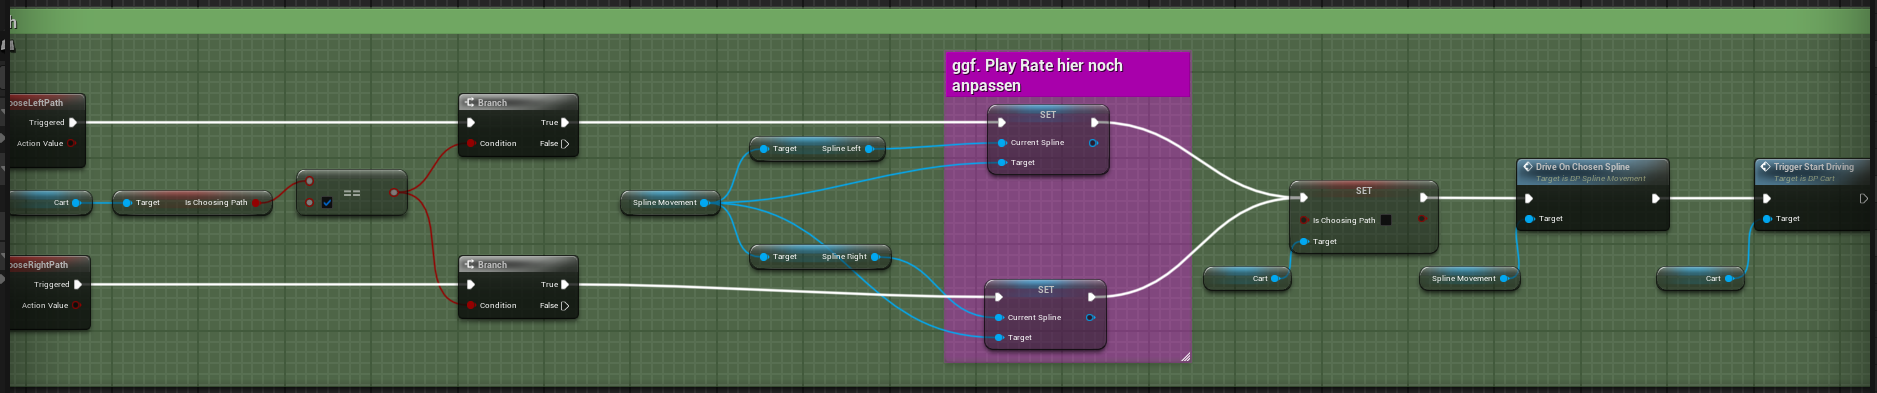 h
ggf. Play Rate hier noch
anpassen
ooseLeftPath
Triggered
Action Value
Branch
True
Condition
False
SET
Current Spline
Target
Target
Spline Left
Cart
Target
Is Choosing Path
==
Spline Movement
Target
Spline Right
SET
Is Choosing Path
Target
Drive On Chosen Spline
Target is BP Spline Movement
Target
Trigger Start Driving
Target is BP Cart
Target
ooseRightPath
Triggered
Action Value
Branch
True
Condition
False
SET
Current Spline
Target
Cart
Spline Movement
Cart